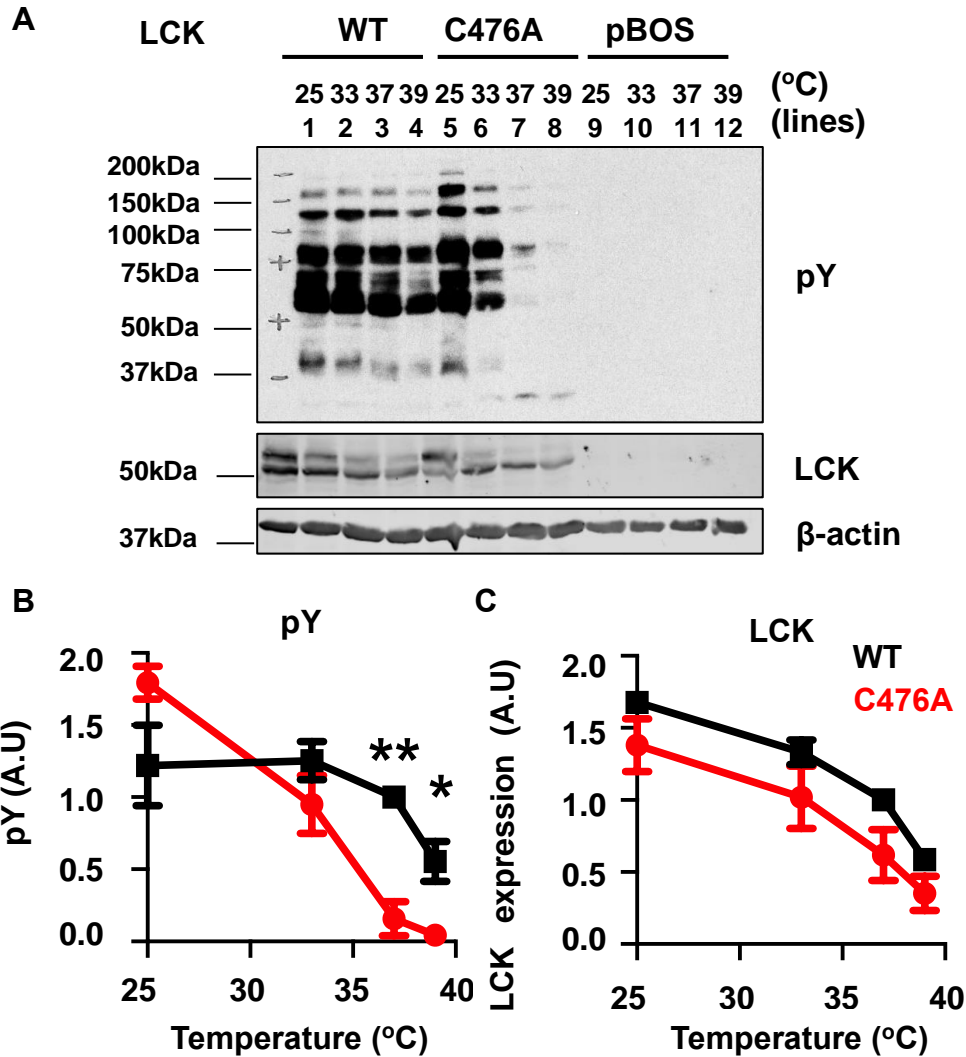 A
LCK WT C476A pBOS
25 33 37 39 25 33 37 39 25 33 37 39 (ºC)
1 2 3 4 5 6 7 8 9 10 11 12 (lines)
200kDa
150kDa
100kDa
75kDa
50kDa
37kDa
pY
50kDa
LCK
37kDa
β-actin
B
pY
pY (A.U)
2.0
1.5
1.0
0.5
0.0
** *
25 30 35 40
Temperature (ºC)
C
LCK
WT
C476A
LCK expression (A.U)
2.0
1.5
1.0
0.5
0.0
25 30 35 40
Temperature (ºC)